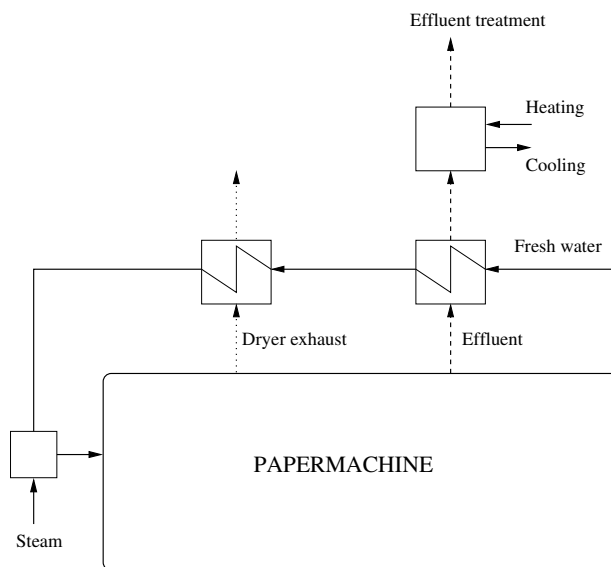 Effluent treatment
Heating
Cooling
Fresh water
Dryer exhaust
Effluent
PAPERMACHINE
Steam